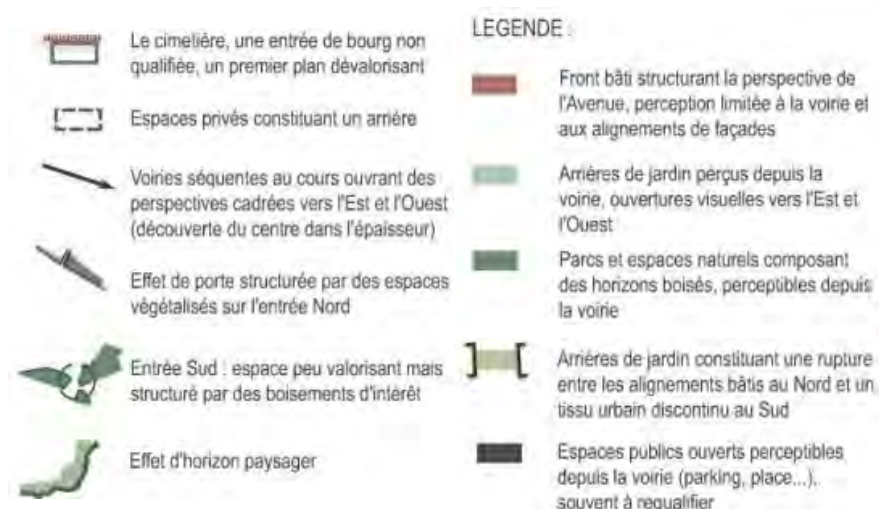 Le cimetière, une entrée de bourg non
qualifiée, un premier plan dévalorisant
Espaces privés constituant un arrière
Voiries séquentes au cours ouvrant des
perspectives cadrées vers l'Est et l'Ouest
(découverte du centre dans l'épaisseur)
Effet de porte structurée par des espaces
végétalisés sur l'entrée Nord
Entrée Sud : espace peu valorisant mais
structuré par des boisements d'intérêt
Effet d'horizon paysager
LEGENDE :
Front bâti structurant la perspective de
l'Avenue, perception limitée à la voirie et
aux alignements de façades
Arrières de jardin pérçus depuis la
voirie, ouvertures visuelles vers l'Est et
l'Ouest
Parcs et espaces naturels composant
des horizons boisés, perceptibles depuis
la voirie
Arrières de jardin constituant une rupture
entre les alignements bâtis au Nord et un
tissu urbain discontinu au Sud
Espaces publics ouverts perceptibles
depuis la voirie (parking, place...),
souvent à requalifier